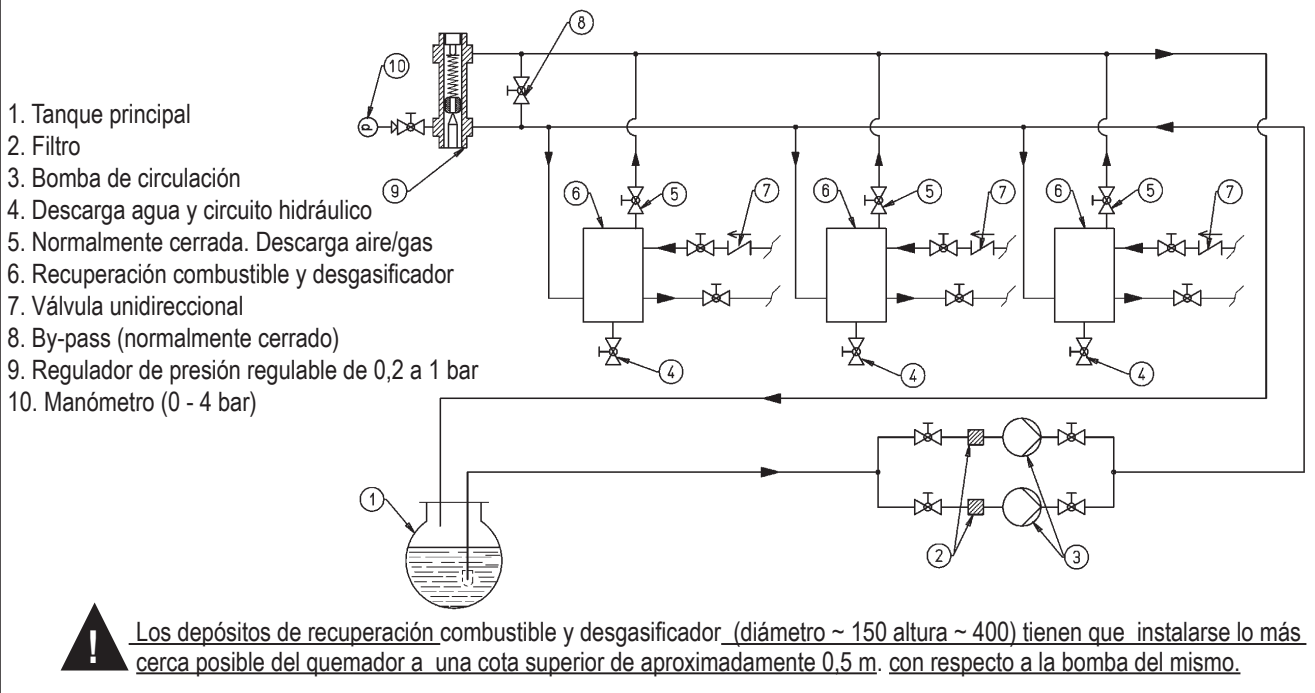 8
10
1. Tanque principal
2. Filtro
P
3. Bomba de circulación
9
6
5
7
6
5
7
6
5
7
4. Descarga agua y circuito hidráulico
5. Normalmente cerrada. Descarga aire/gas
6. Recuperación combustible y desgasificador
7. Válvula unidireccional
8. By-pass (normalmente cerrado)
9. Regulador de presión regulable de 0,2 a 1 bar
10. Manómetro (0 - 4 bar)
4
4
4
1
2
3
! Los depósitos de recuperación combustible y desgasificador (diámetro ~ 150 altura ~ 400) tienen que instalarse lo más
cerca posible del quemador a una cota superior de aproximadamente 0,5 m. con respecto a la bomba del mismo.